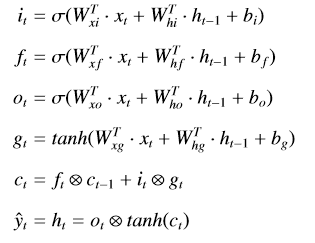 i_t = σ(W_{xi}^T · x_t + W_{hi}^T · h_{t−1} + b_i)
f_t = σ(W_{xf}^T · x_t + W_{hf}^T · h_{t−1} + b_f)
o_t = σ(W_{xo}^T · x_t + W_{ho}^T · h_{t−1} + b_o)
g_t = tanh(W_{xg}^T · x_t + W_{hg}^T · h_{t−1} + b_g)
c_t = f_t ⊗ c_{t−1} + i_t ⊗ g_t
ŷ_t = h_t = o_t ⊗ tanh(c_t)